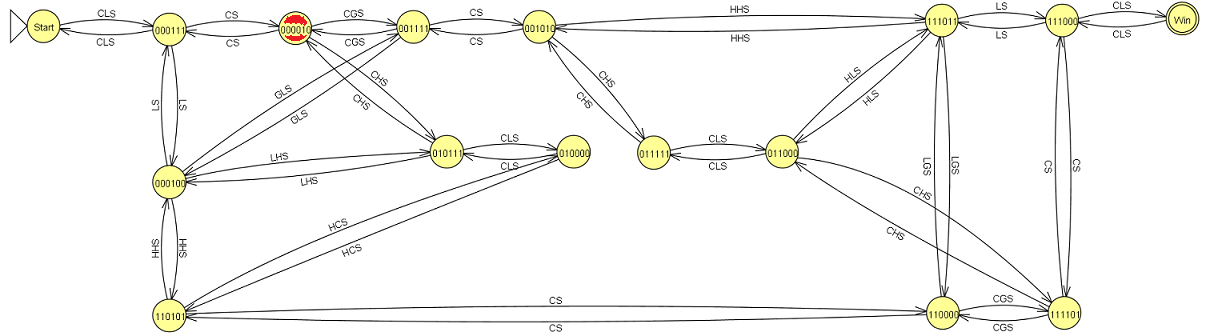 CLS
CS
CGS
CS
HHS
LS
CLS
Start
000111
000010
001111
001010
111011
111000
Win
CLS
CS
CGS
CS
HHS
LS
CLS
GLS
GLS
CHS
CHS
CHS
CHS
HLS
HLS
LS
LS
LHS
LHS
CLS
CLS
CLS
CLS
010111
010000
011111
011000
000100
LGS
LGS
CS
CS
CHS
CHS
HHS
HHS
HCS
HCS
CS
CS
CGS
CGS
110101
110000
111101